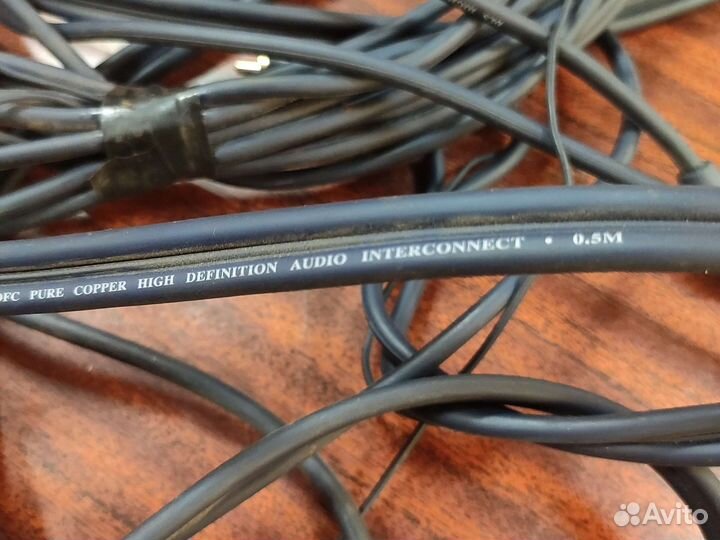 OFC PURE COPPER HIGH DEFINITION AUDIO INTERCONNECT • 0.5M
Avito